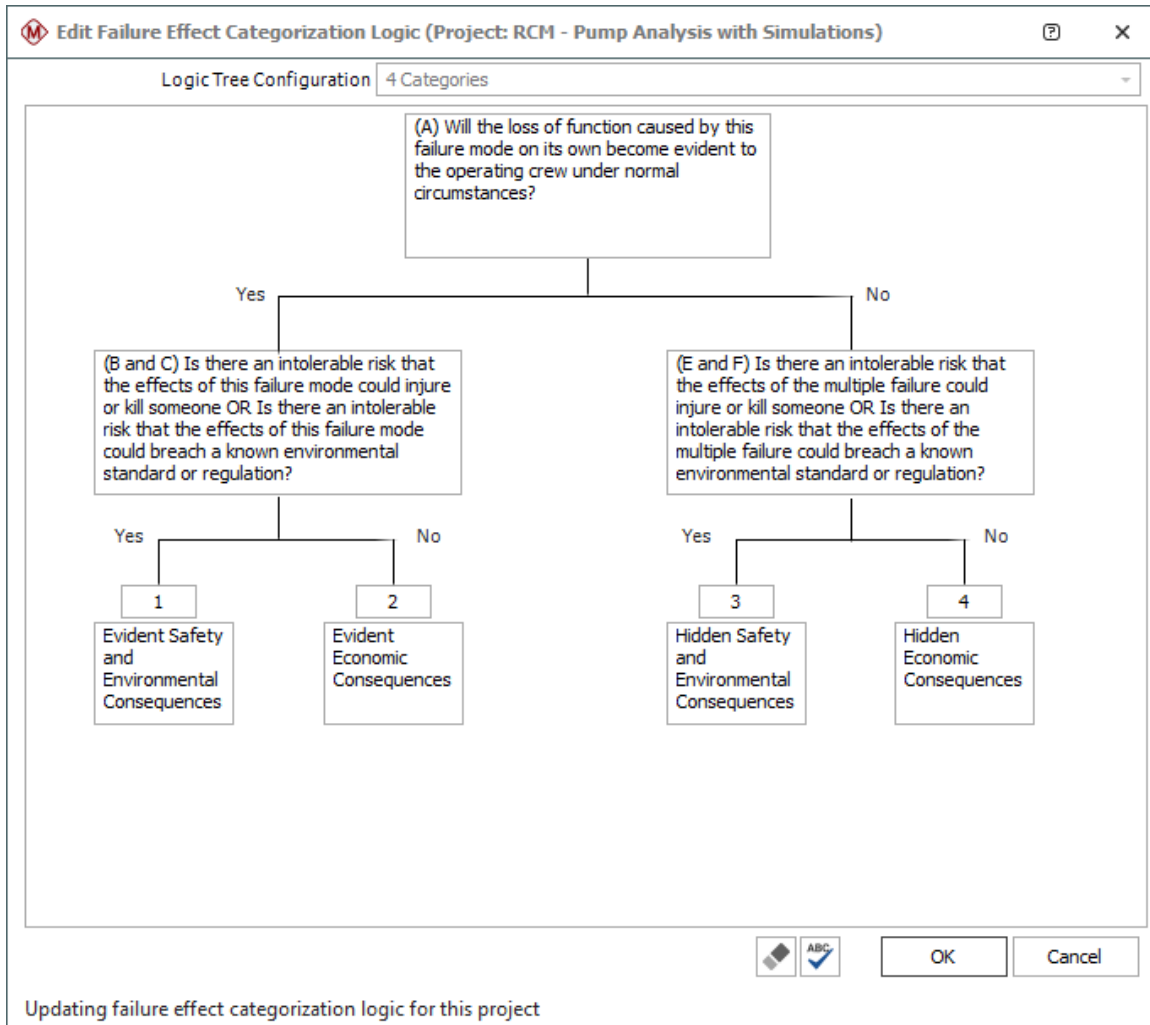 Edit Failure Effect Categorization Logic (Project: RCM - Pump Analysis with Simulations)
Logic Tree Configuration 4 Categories
(A) Will the loss of function caused by this
failure mode on its own become evident to
the operating crew under normal
circumstances?
Yes
No
(B and C) Is there an intolerable risk that
the effects of this failure mode could injure
or kill someone OR Is there an intolerable
risk that the effects of this failure mode
could breach a known environmental
standard or regulation?
(E and F) Is there an intolerable risk that
the effects of the multiple failure could
injure or kill someone OR Is there an
intolerable risk that the effects of the
multiple failure could breach a known
environmental standard or regulation?
Yes
No
Yes
No
1
2
3
4
Evident Safety
and
Environmental
Consequences
Evident
Economic
Consequences
Hidden Safety
and
Environmental
Consequences
Hidden
Economic
Consequences
ABC
OK
Cancel
Updating failure effect categorization logic for this project